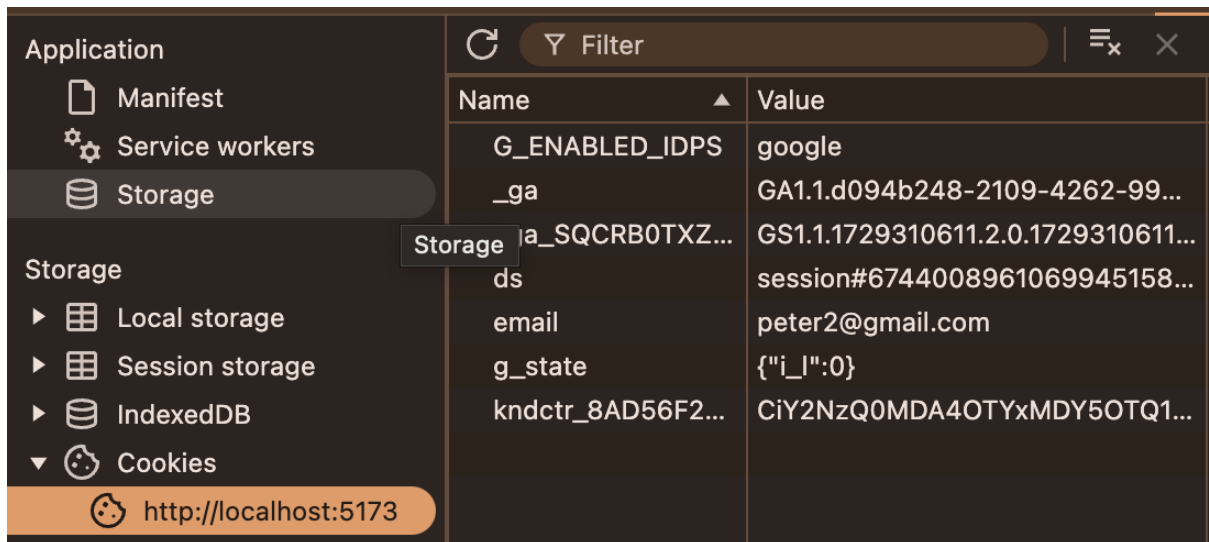 Application
Manifest
Service workers
Storage
Storage
Local storage
Session storage
IndexedDB
Cookies
http://localhost:5173
Storage
Filter
Name Value
G_ENABLED_IDPS google
_ga GA1.1.d094b248-2109-4262-99...
a_SQCRB0TXZ... GS1.1.1729310611.2.0.1729310611...
ds session#6744008961069945158...
email peter2@gmail.com
g_state {"i_l":0}
kndctr_8AD56F2... CiY2NzQ0MDA4OTYxMDY5OTQ1...